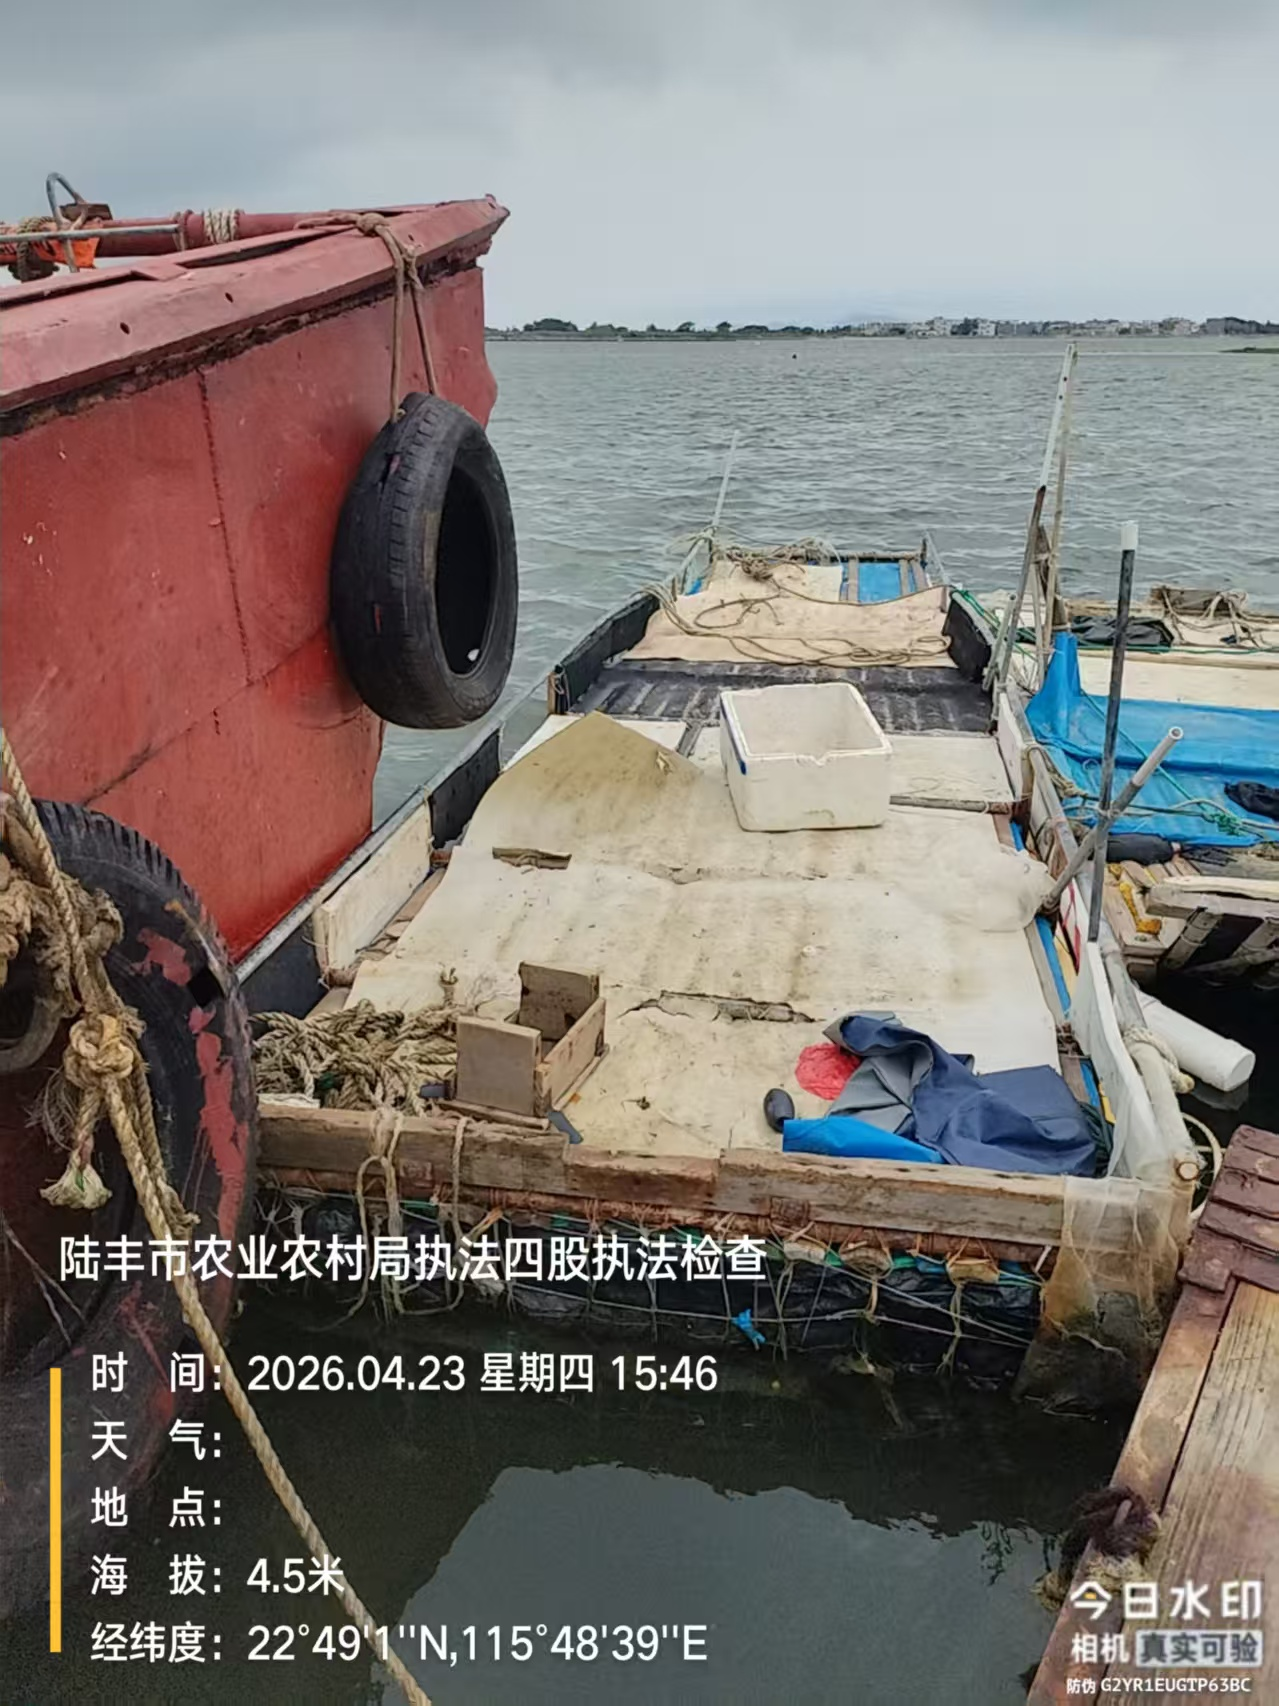 陆丰市农业农村局执法四股执法检查
时 间：2026.04.23 星期四 15:46
天 气：
地 点：
海 拔：4.5米
经纬度：22°49'1''N,115°48'39''E
今日水印
相机 真实可验
防伪 G2YR1EUGTP63BC